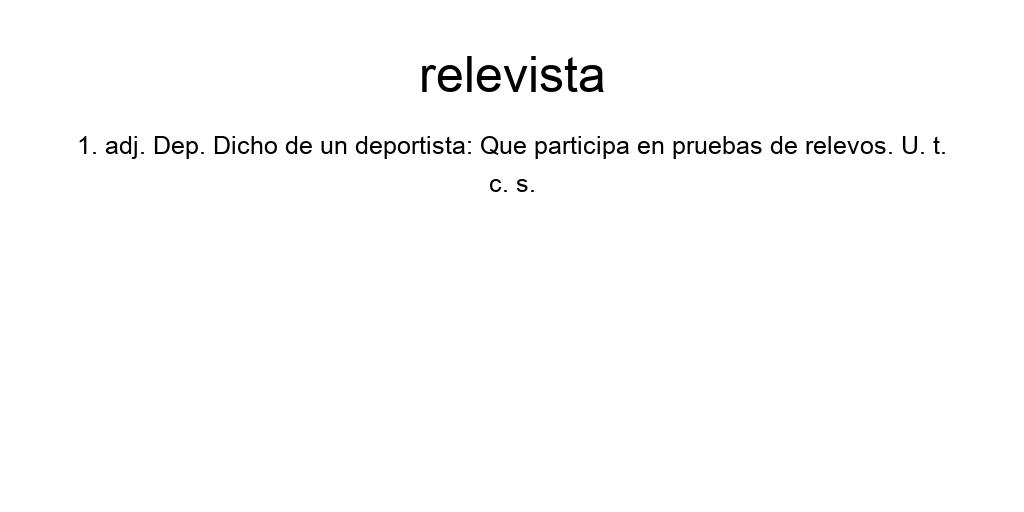 relevista
1. adj. Dep. Dicho de un deportista: Que participa en pruebas de relevos. U. t.
c. s.